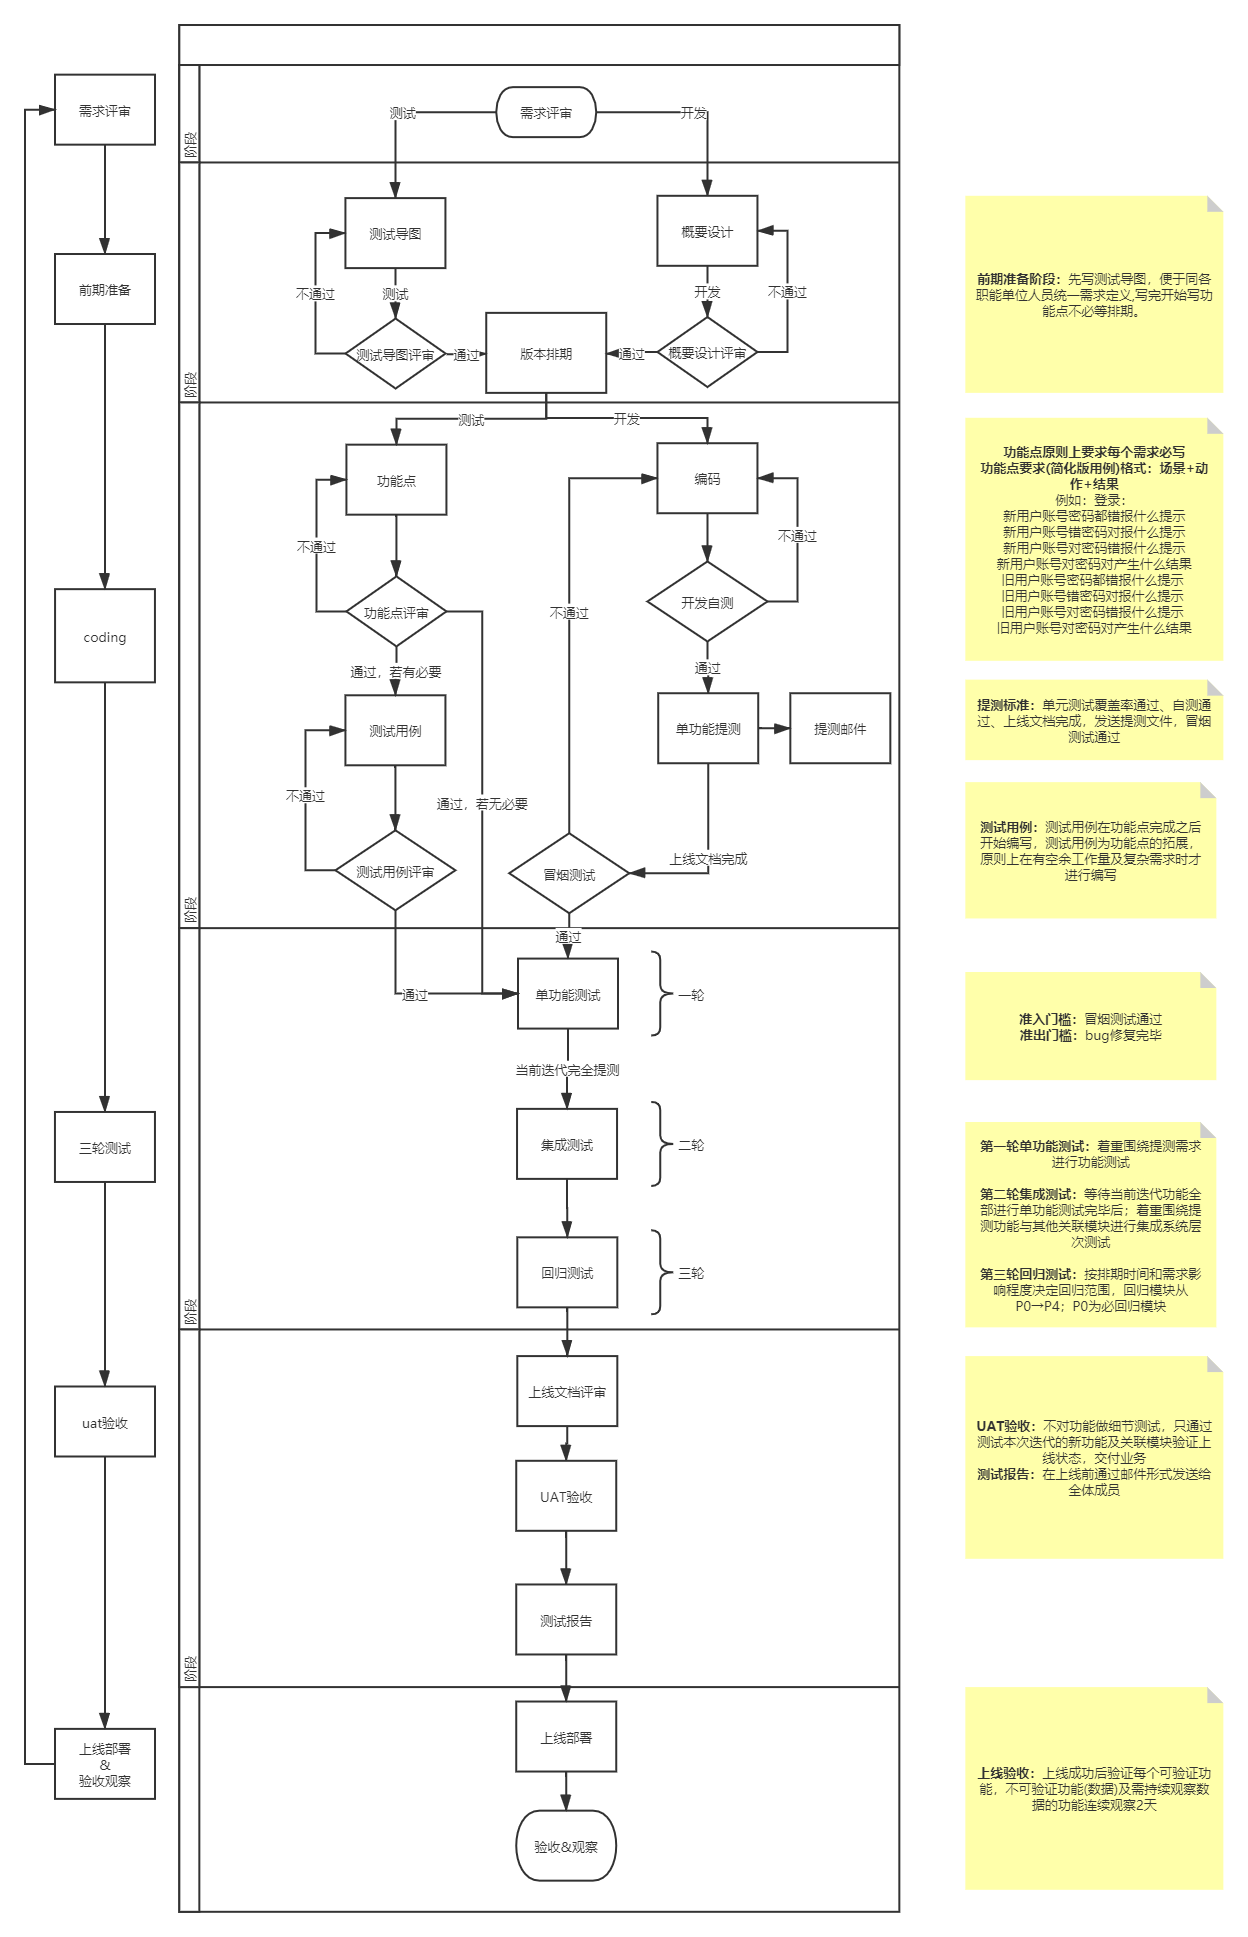 需求评审
前期准备
coding
三轮测试
uat验收
上线部署
&
验收观察
阶段
需求评审
测试
开发
阶段
测试导图
概要设计
不通过
测试
开发
不通过
测试导图评审
通过
版本排期
通过
概要设计评审
阶段
测试
开发
功能点
编码
不通过
不通过
功能点评审
不通过
开发自测
通过，若有必要
通过
测试用例
单功能提测
提测邮件
不通过
通过，若无必要
上线文档完成
测试用例评审
冒烟测试
阶段
通过
通过
单功能测试
一轮
当前迭代完全提测
集成测试
二轮
回归测试
三轮
阶段
上线文档评审
UAT验收
测试报告
上线部署
验收&观察
前期准备阶段：先写测试导图，便于同各
职能单位人员统一需求定义,写完开始写功
能点不必等排期。
功能点原则上要求每个需求必写
功能点要求(简化版用例)格式：场景+动
作+结果
例如：登录：
新用户账号密码都错报什么提示
新用户账号错密码对报什么提示
新用户账号对密码错报什么提示
新用户账号对密码对产生什么结果
旧用户账号密码都错报什么提示
旧用户账号错密码对报什么提示
旧用户账号对密码错报什么提示
旧用户账号对密码对产生什么结果
提测标准：单元测试覆盖率通过、自测通
过、上线文档完成，发送提测文件，冒烟
测试通过
测试用例：测试用例在功能点完成之后
开始编写，测试用例为功能点的拓展，
原则上在有空余工作量及复杂需求时才
进行编写
准入门槛：冒烟测试通过
准出门槛：bug修复完毕
第一轮单功能测试：着重围绕提测需求
进行功能测试
第二轮集成测试：等待当前迭代功能全
部进行单功能测试完毕后；着重围绕提
测功能与其他关联模块进行集成系统层
次测试
第三轮回归测试：按排期时间和需求影
响程度决定回归范围，回归模块从
P0→P4；P0为必回归模块
UAT验收：不对功能做细节测试，只通过
测试本次迭代的新功能及关联模块验证上
线状态，交付业务
测试报告：在上线前通过邮件形式发送给
全体成员
上线验收：上线成功后验证每个可验证功
能，不可验证功能(数据)及需持续观察数
据的功能连续观察2天